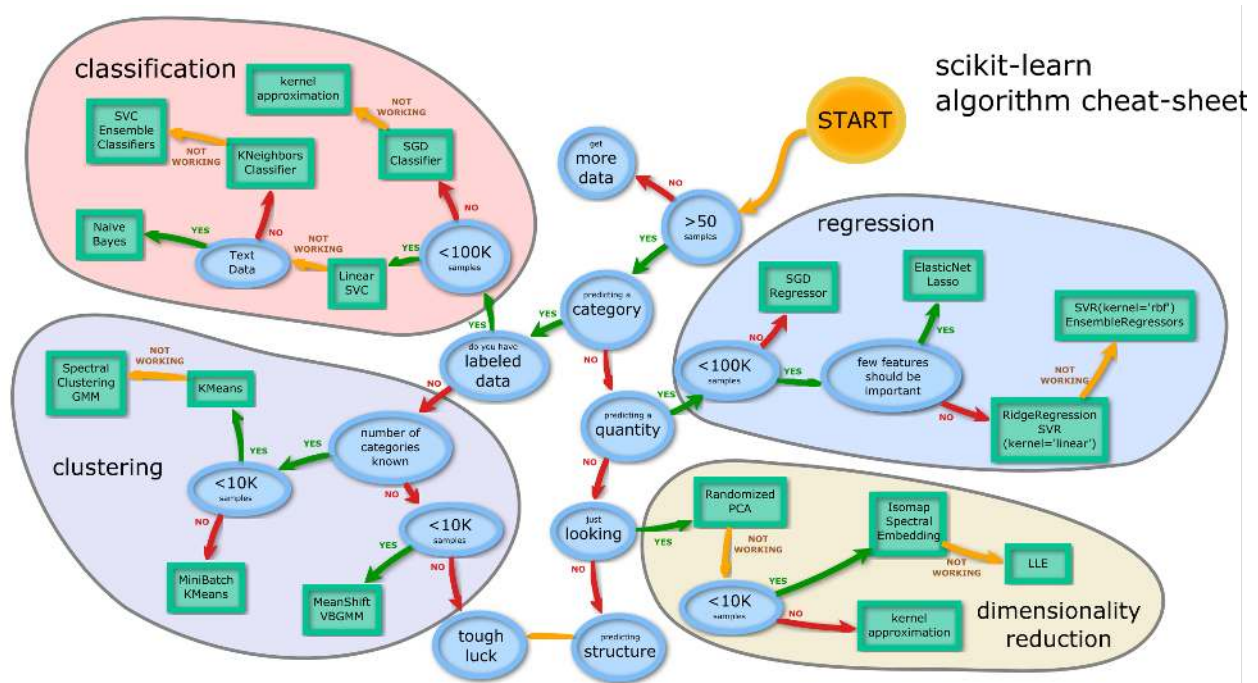 scikit-learn
algorithm cheat-sheet
START
classification
kernel
approximation
NOT
WORKING
SVC
Ensemble
Classifiers
NOT
WORKING
KNeighbors
Classifier
SGD
Classifier
NO
NO
Naive
Bayes
YES
Text
Data
NOT
WORKING
Linear
SVC
YES
<100K
samples
YES
get
more
data
NO
>50
samples
YES
predicting a
category
YES
NO
do you have
labeled
data
NO
predicting a
quantity
YES
NO
just
looking
YES
NO
predicting
structure
tough
luck
regression
SGD
Regressor
NO
<100K
samples
YES
ElasticNet
Lasso
YES
few features
should be
important
NO
SVR(kernel='rbf')
EnsembleRegressors
NOT
WORKING
RidgeRegression
SVR
(kernel='linear')
clustering
Spectral
Clustering
GMM
NOT
WORKING
KMeans
YES
<10K
samples
YES
number of
categories
known
NO
NO
MiniBatch
KMeans
<10K
samples
YES
NO
MeanShift
VBGMM
dimensionality
reduction
Randomized
PCA
NOT
WORKING
<10K
samples
YES
NO
Isomap
Spectral
Embedding
NOT
WORKING
LLE
kernel
approximation